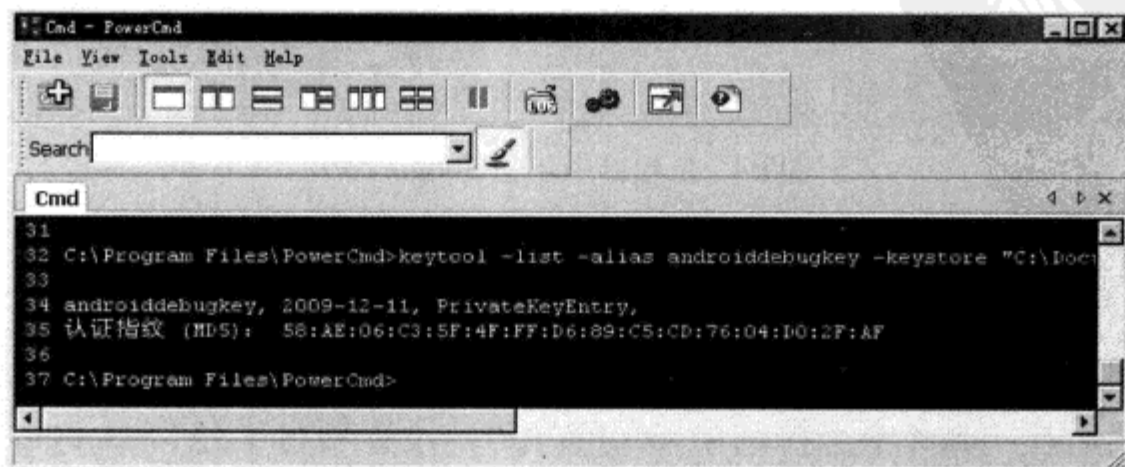 Cmd - PowerCmd
File View Tools Edit Help
Search
Cmd
31
32 C:\Program Files\PowerCmd>keytool -list -alias androiddebugkey -keystore "C:\Doc
33
34 androiddebugkey, 2009-12-11, PrivateKeyEntry,
35 认证指纹 (MD5): 58:AE:06:C3:5F:4F:FF:D6:89:C5:CD:76:04:D0:2F:AF
36
37 C:\Program Files\PowerCmd>